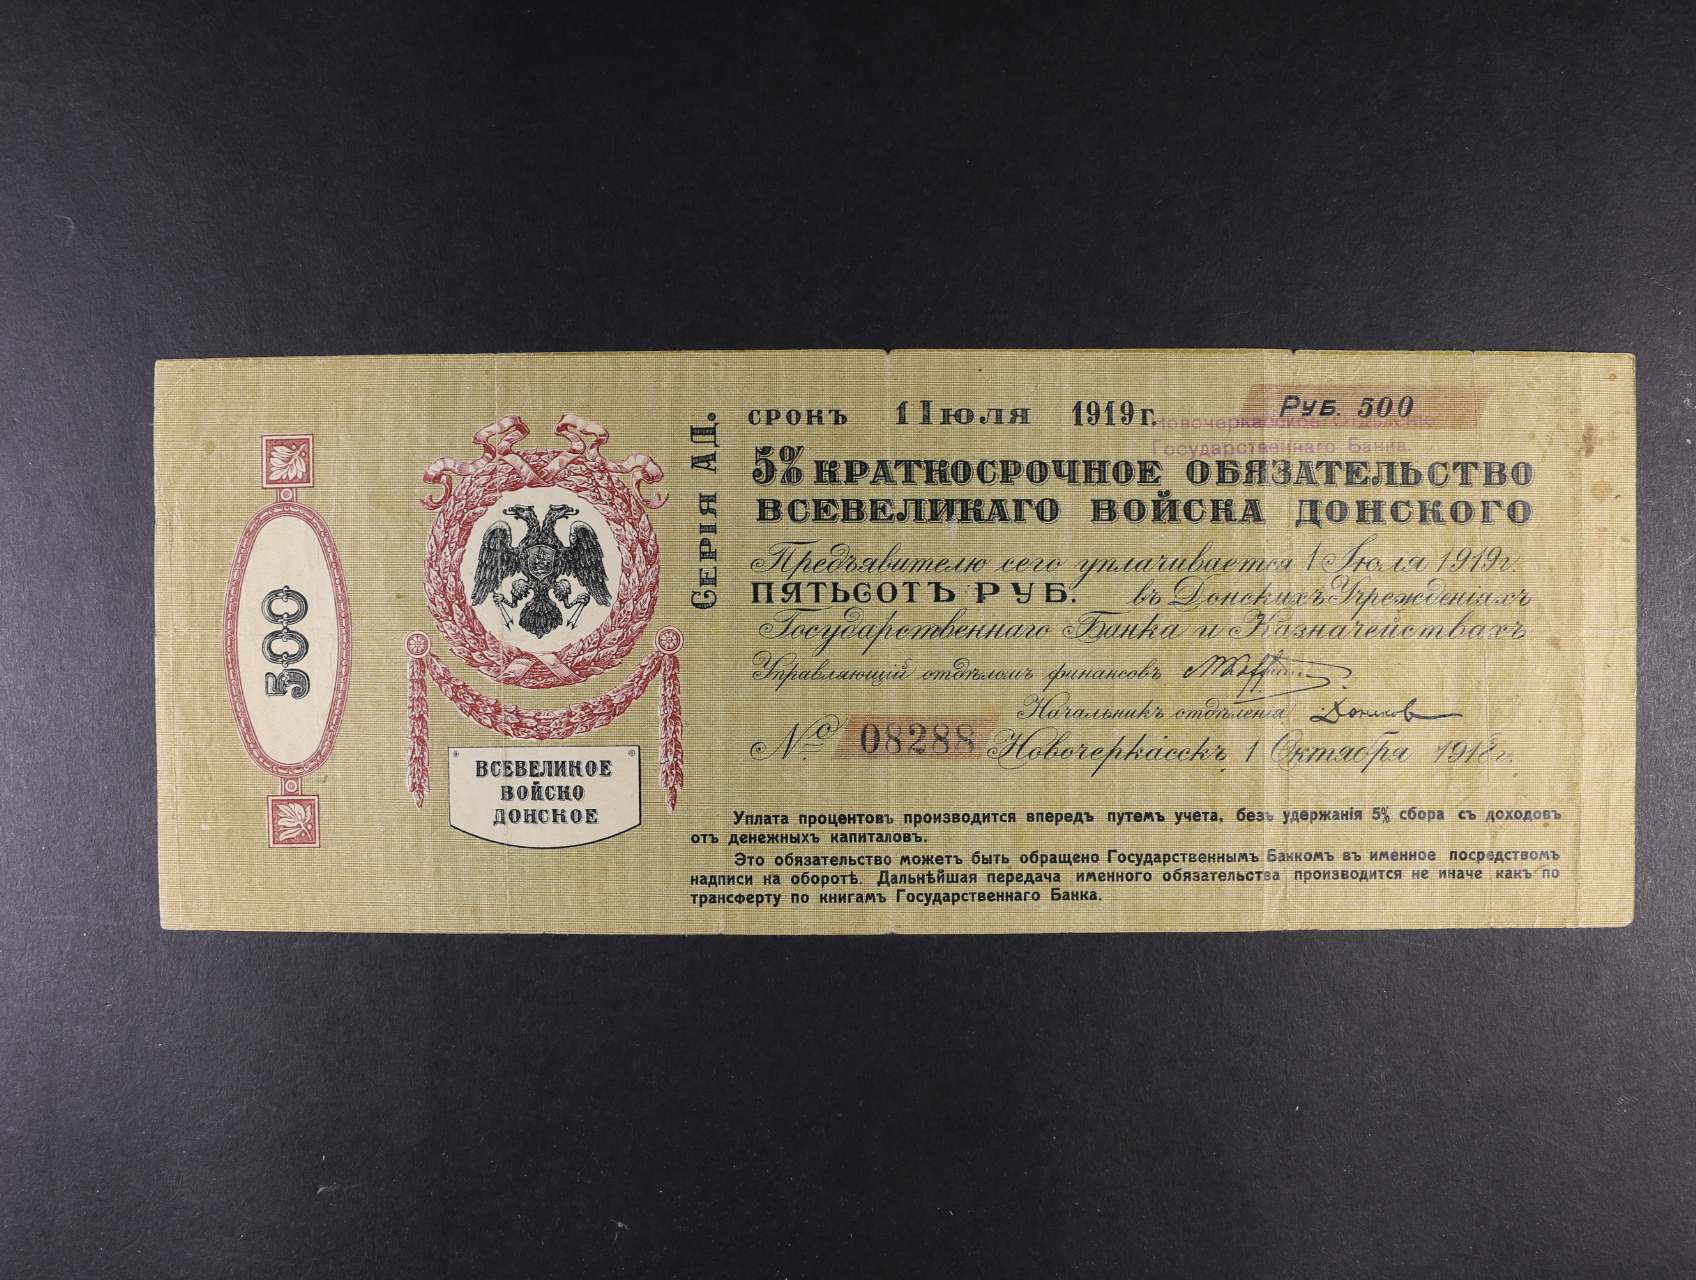 500
ВСЕВЕЛИКОЕ
ВОЙСКО
ДОНСКОЕ
Серія АД.
СРОКЪ 1 Іюля 1919 г.
Руб. 500
Новочеркасское Отдѣленіе
Государственнаго Банка.
5% КРАТКОСРОЧНОЕ ОБЯЗАТЕЛЬСТВО
ВСЕВЕЛИКАГО ВОЙСКА ДОНСКОГО
Предъявителю сего уплачивается 1 Іюля 1919 г.
ПЯТЬСОТЪ РУБ. въ Донскихъ Учрежденіяхъ
Государственнаго Банка и Казначействахъ
Управляющій отдѣломъ финансовъ
Начальникъ отдѣленія
№ 08288 Новочеркасскъ, 1 Октября 1918 г.
Уплата процентовъ производится впередъ путемъ учета, безъ удержанія 5% сбора съ доходовъ
отъ денежныхъ капиталовъ.
Это обязательство можетъ быть обращено Государственнымъ Банкомъ въ именное посредствомъ
надписи на оборотѣ. Дальнѣйшая передача именного обязательства производится не иначе какъ по
трансферту по книгамъ Государственнаго Банка.